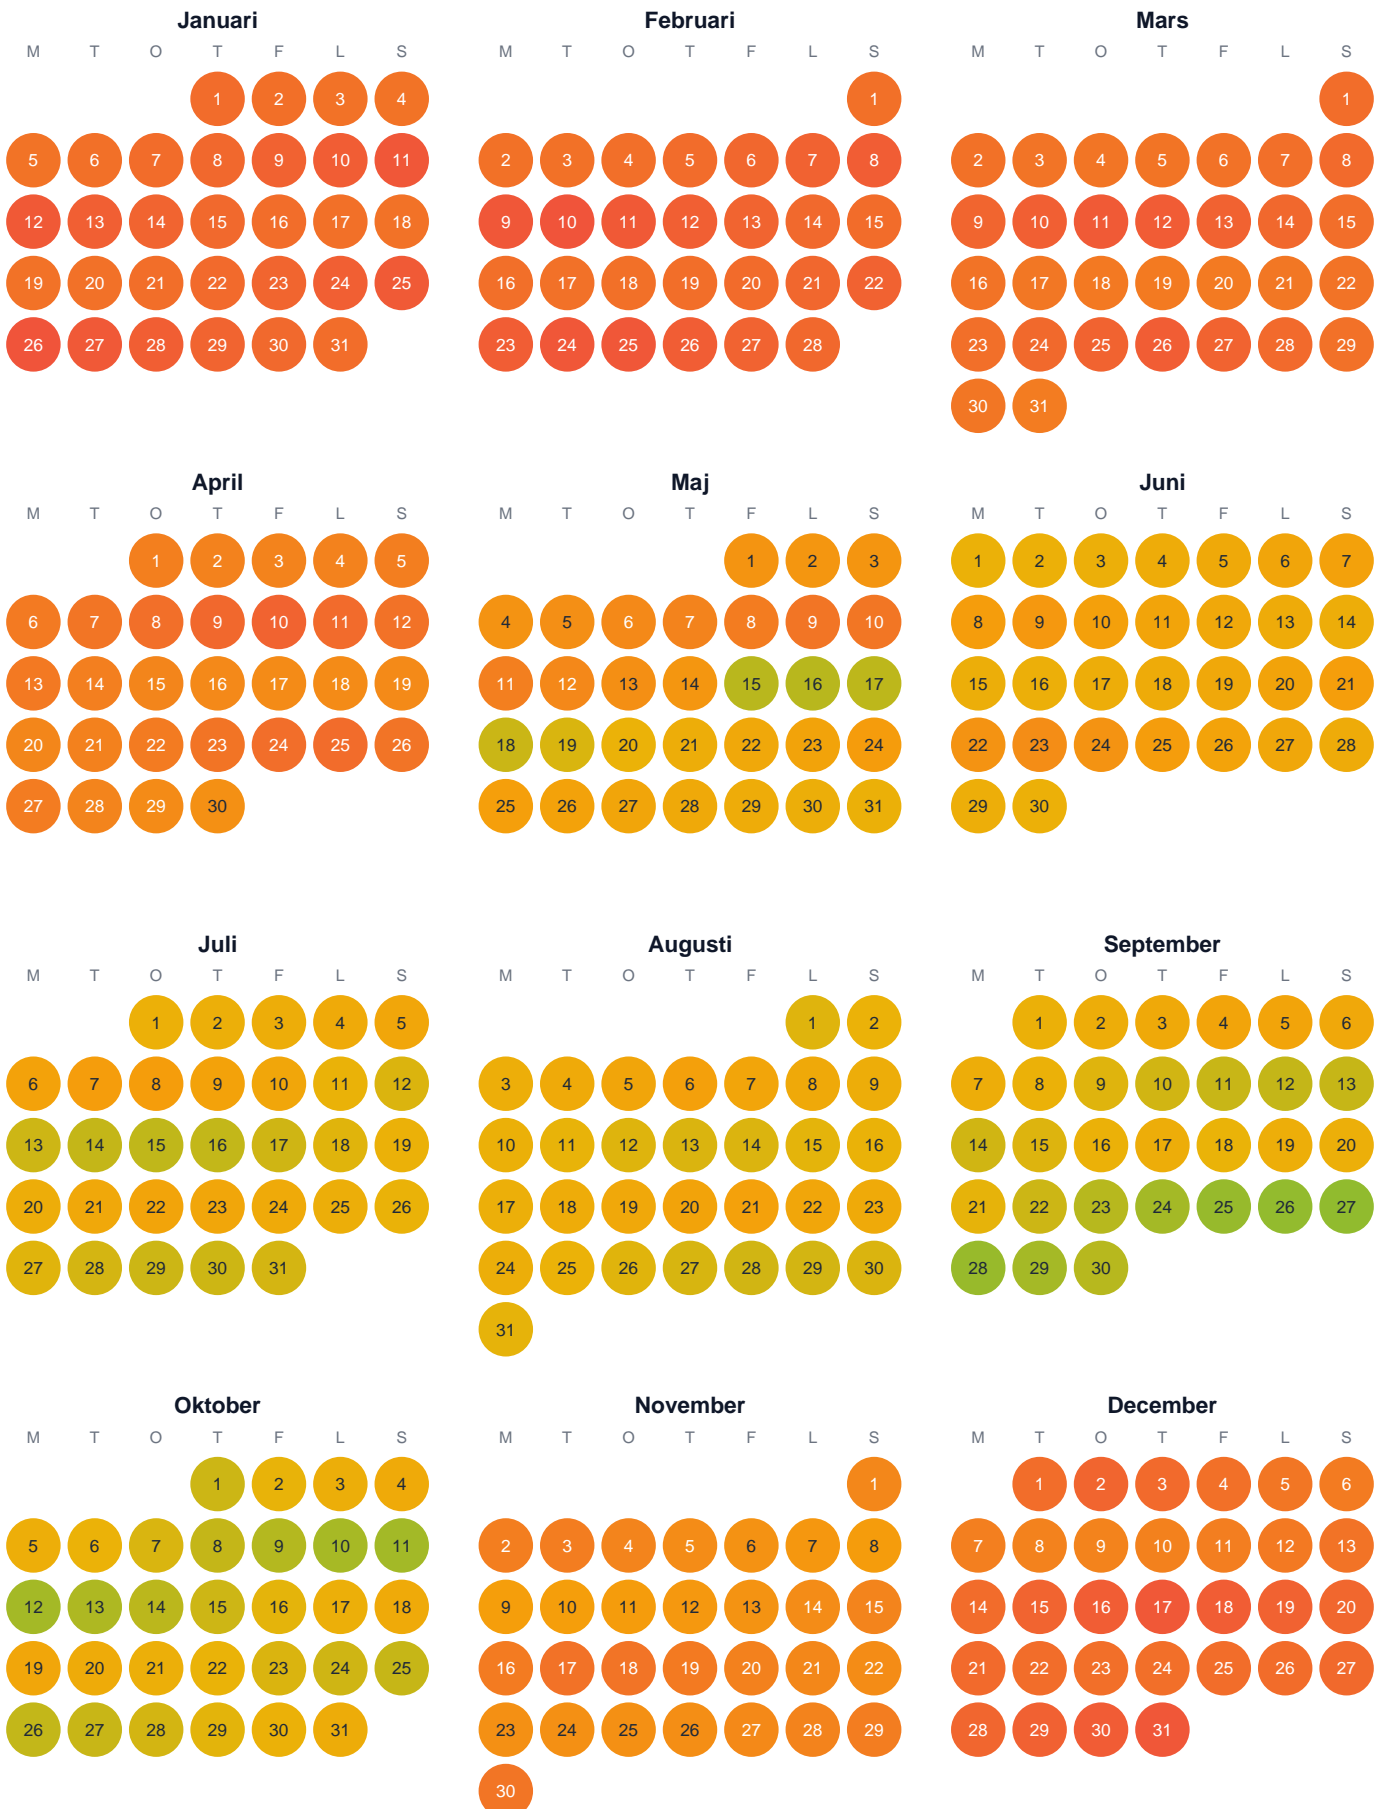 Januari Februari Mars
M T O T F L S M T O T F L S M T O T F L S
1 2 3 4 1 1
5 6 7 8 9 10 11 2 3 4 5 6 7 8 2 3 4 5 6 7 8
12 13 14 15 16 17 18 9 10 11 12 13 14 15 9 10 11 12 13 14 15
19 20 21 22 23 24 25 16 17 18 19 20 21 22 16 17 18 19 20 21 22
26 27 28 29 30 31 23 24 25 26 27 28 23 24 25 26 27 28 29
30 31
April Maj Juni
M T O T F L S M T O T F L S M T O T F L S
1 2 3 4 5 1 2 3 1 2 3 4 5 6 7
6 7 8 9 10 11 12 4 5 6 7 8 9 10 8 9 10 11 12 13 14
13 14 15 16 17 18 19 11 12 13 14 15 16 17 15 16 17 18 19 20 21
20 21 22 23 24 25 26 18 19 20 21 22 23 24 22 23 24 25 26 27 28
27 28 29 30 25 26 27 28 29 30 31 29 30
Juli Augusti September
M T O T F L S M T O T F L S M T O T F L S
1 2 3 4 5 1 2 1 2 3 4 5 6
6 7 8 9 10 11 12 3 4 5 6 7 8 9 7 8 9 10 11 12 13
13 14 15 16 17 18 19 10 11 12 13 14 15 16 14 15 16 17 18 19 20
20 21 22 23 24 25 26 17 18 19 20 21 22 23 21 22 23 24 25 26 27
27 28 29 30 31 24 25 26 27 28 29 30 28 29 30
31
Oktober November December
M T O T F L S M T O T F L S M T O T F L S
1 2 3 4 1 1 2 3 4 5 6
5 6 7 8 9 10 11 2 3 4 5 6 7 8 7 8 9 10 11 12 13
12 13 14 15 16 17 18 9 10 11 12 13 14 15 14 15 16 17 18 19 20
19 20 21 22 23 24 25 16 17 18 19 20 21 22 21 22 23 24 25 26 27
26 27 28 29 30 31 23 24 25 26 27 28 29 28 29 30 31
30